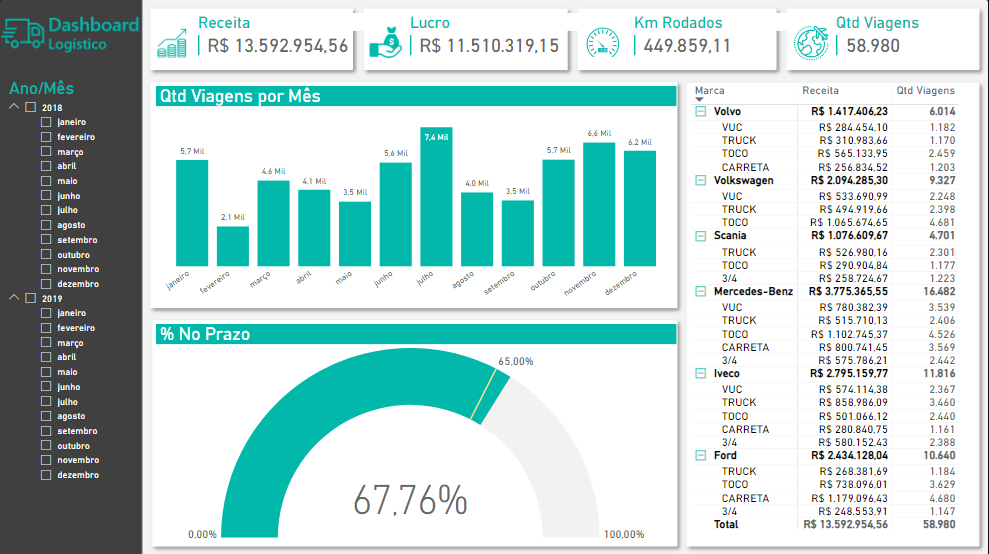 Dashboard
Logístico
Receita
R$ 13.592.954,56
Lucro
R$ 11.510.319,15
Km Rodados
449.859,11
Qtd Viagens
58.980
Ano/Mês
2018
janeiro
fevereiro
março
abril
maio
junho
julho
agosto
setembro
outubro
novembro
dezembro
2019
janeiro
fevereiro
março
abril
maio
junho
julho
agosto
setembro
outubro
novembro
dezembro
Qtd Viagens por Mês
5,7 Mil
2,1 Mil
4,6 Mil
4,1 Mil
3,5 Mil
5,6 Mil
7,4 Mil
4,0 Mil
3,5 Mil
5,7 Mil
6,6 Mil
6,2 Mil
janeiro
fevereiro
março
abril
maio
junho
julho
agosto
setembro
outubro
novembro
dezembro
% No Prazo
65,00%
67,76%
0,00%
100,00%
Marca Receita Qtd Viagens
Volvo R$ 1.417.406,23 6.014
VUC R$ 284.454,10 1.182
TRUCK R$ 310.983,66 1.170
TOCO R$ 565.133,95 2.459
CARRETA R$ 256.834,52 1.203
Volkswagen R$ 2.094.285,30 9.327
VUC R$ 533.690,99 2.248
TRUCK R$ 494.919,66 2.398
TOCO R$ 1.065.674,65 4.681
Scania R$ 1.076.609,67 4.701
TRUCK R$ 526.980,16 2.301
TOCO R$ 290.904,84 1.177
3/4 R$ 258.724,67 1.223
Mercedes-Benz R$ 3.775.365,55 16.482
VUC R$ 780.382,39 3.539
TRUCK R$ 515.710,13 2.406
TOCO R$ 1.102.745,37 4.526
CARRETA R$ 800.741,45 3.569
3/4 R$ 575.786,21 2.442
Iveco R$ 2.795.159,77 11.816
VUC R$ 574.114,38 2.367
TRUCK R$ 858.986,09 3.460
TOCO R$ 501.066,12 2.440
CARRETA R$ 280.840,75 1.161
3/4 R$ 580.152,43 2.388
Ford R$ 2.434.128,04 10.640
TRUCK R$ 268.381,69 1.184
TOCO R$ 738.096,01 3.629
CARRETA R$ 1.179.096,43 4.680
3/4 R$ 248.553,91 1.147
Total R$ 13.592.954,56 58.980